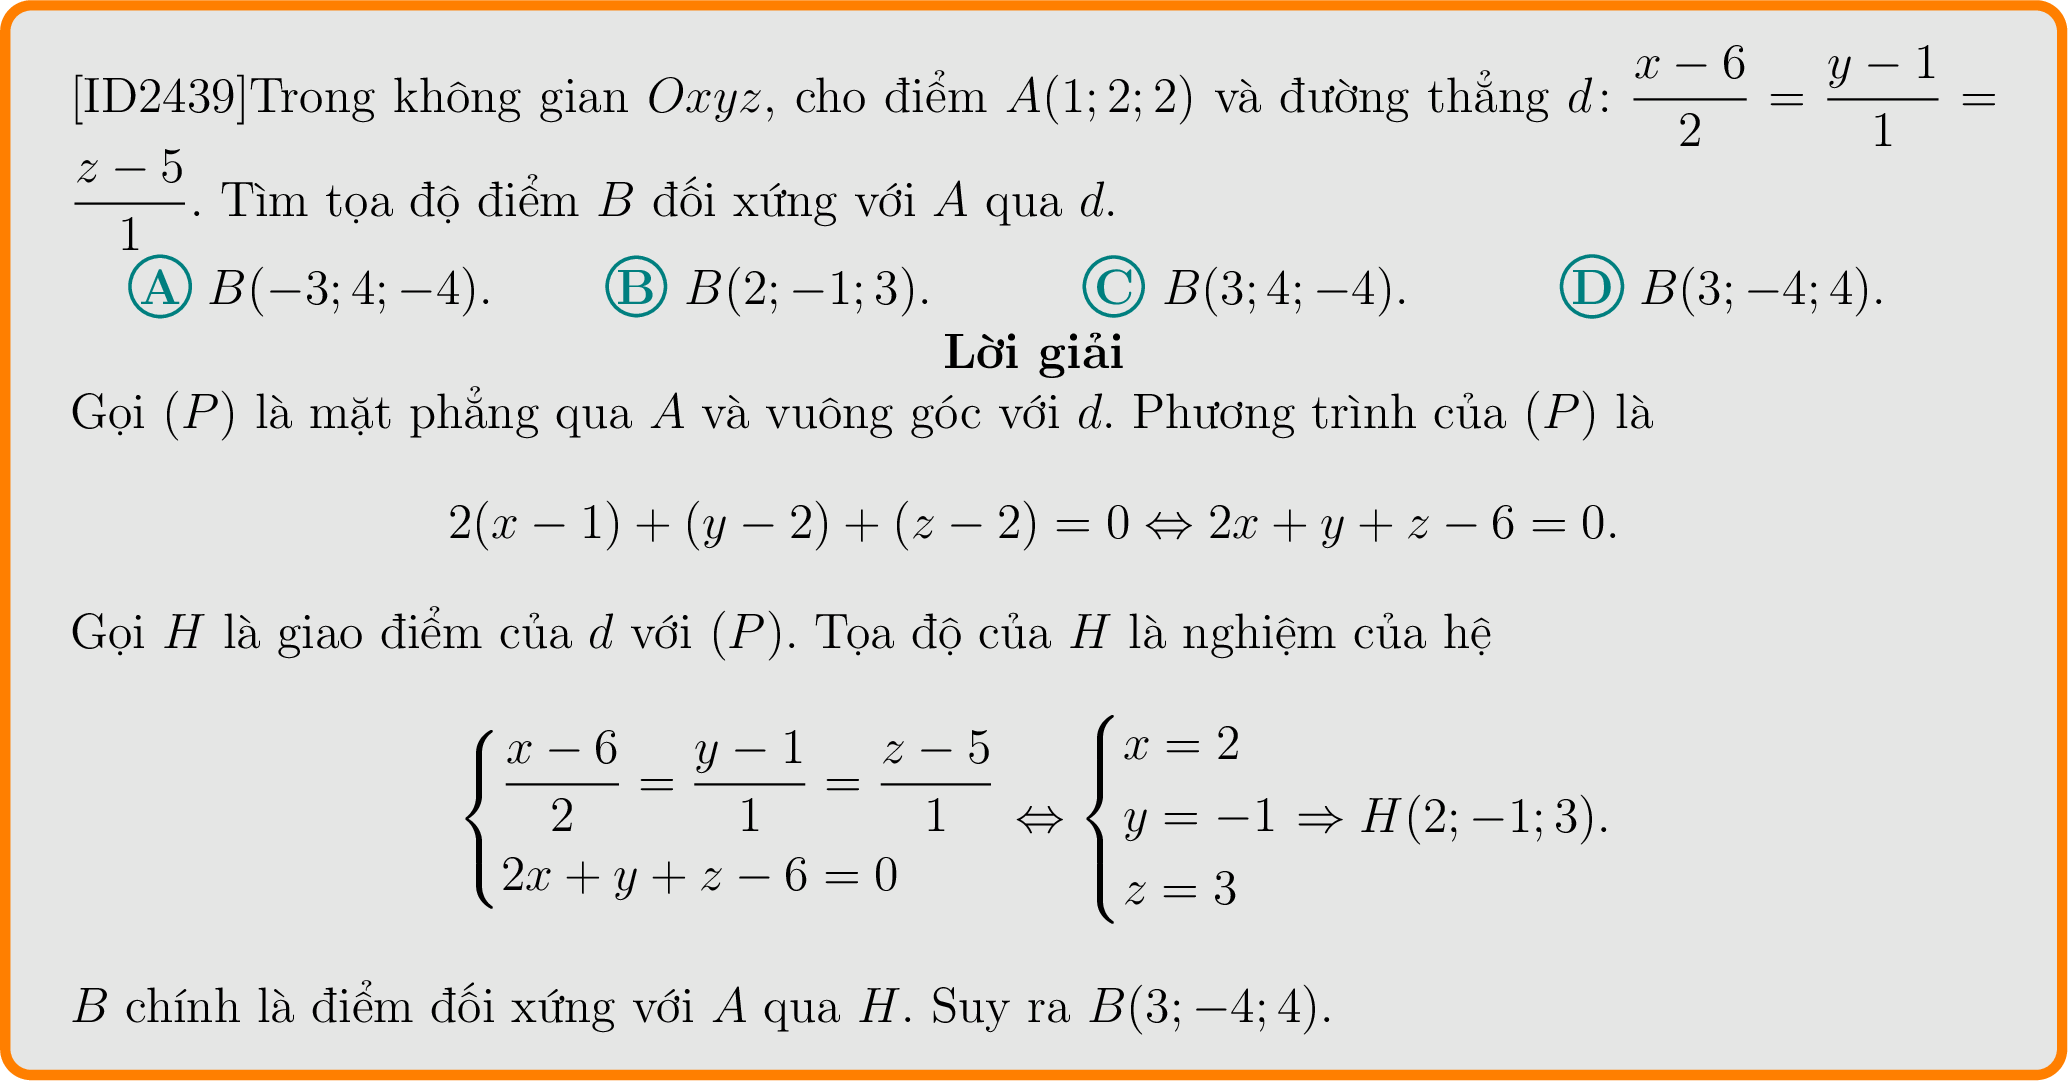 [ID2439]Trong không gian Oxyz, cho điểm A(1; 2; 2) và đường thẳng d: \frac{x − 6}{2} = \frac{y − 1}{1} =
\frac{z − 5}{1}. Tìm tọa độ điểm B đối xứng với A qua d.
A B(−3; 4; −4). B B(2; −1; 3). C B(3; 4; −4). D B(3; −4; 4).
Lời giải
Gọi (P) là mặt phẳng qua A và vuông góc với d. Phương trình của (P) là
2(x − 1) + (y − 2) + (z − 2) = 0 ⇔ 2x + y + z − 6 = 0.
Gọi H là giao điểm của d với (P). Tọa độ của H là nghiệm của hệ
\begin{cases} \frac{x − 6}{2} = \frac{y − 1}{1} = \frac{z − 5}{1} \\ 2x + y + z − 6 = 0 \end{cases} ⇔ \begin{cases} x = 2 \\ y = −1 \\ z = 3 \end{cases} ⇒ H(2; −1; 3).
B chính là điểm đối xứng với A qua H. Suy ra B(3; −4; 4).